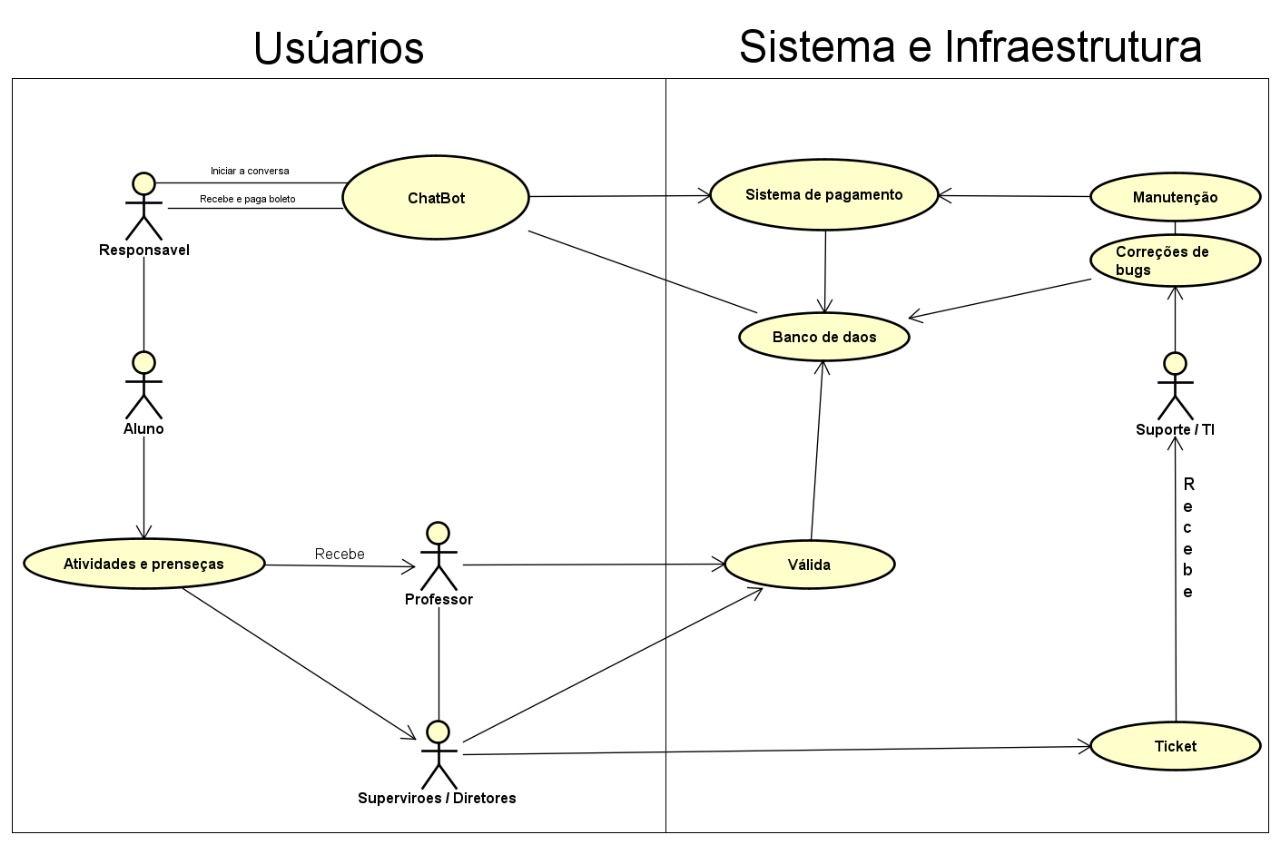 Usúarios
Sistema e Infraestrutura
Iniciar a conversa
Recebe e paga boleto
ChatBot
Sistema de pagamento
Manutenção
Responsavel
Correções de
bugs
Banco de daos
Aluno
Suporte / TI
Recebe
Atividades e prenseças
Recebe
Professor
Válida
Superviroes / Diretores
Ticket